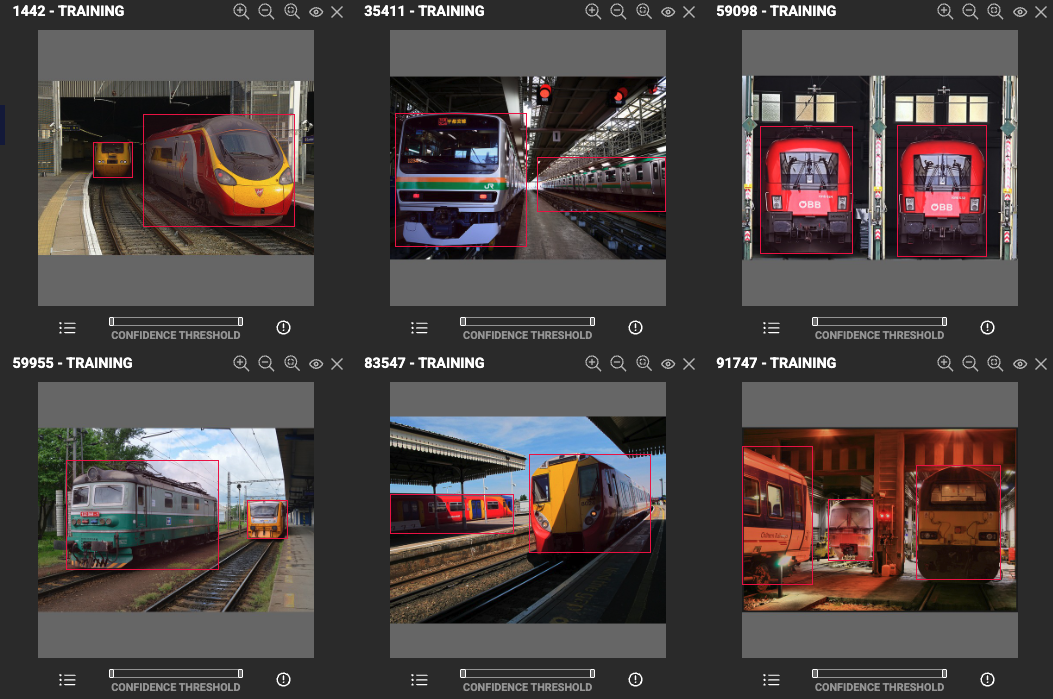 1442 - TRAINING
35411 - TRAINING
59098 - TRAINING
JR
ÖBB
ÖBB
CONFIDENCE THRESHOLD
CONFIDENCE THRESHOLD
CONFIDENCE THRESHOLD
59955 - TRAINING
83547 - TRAINING
91747 - TRAINING
CONFIDENCE THRESHOLD
CONFIDENCE THRESHOLD
CONFIDENCE THRESHOLD